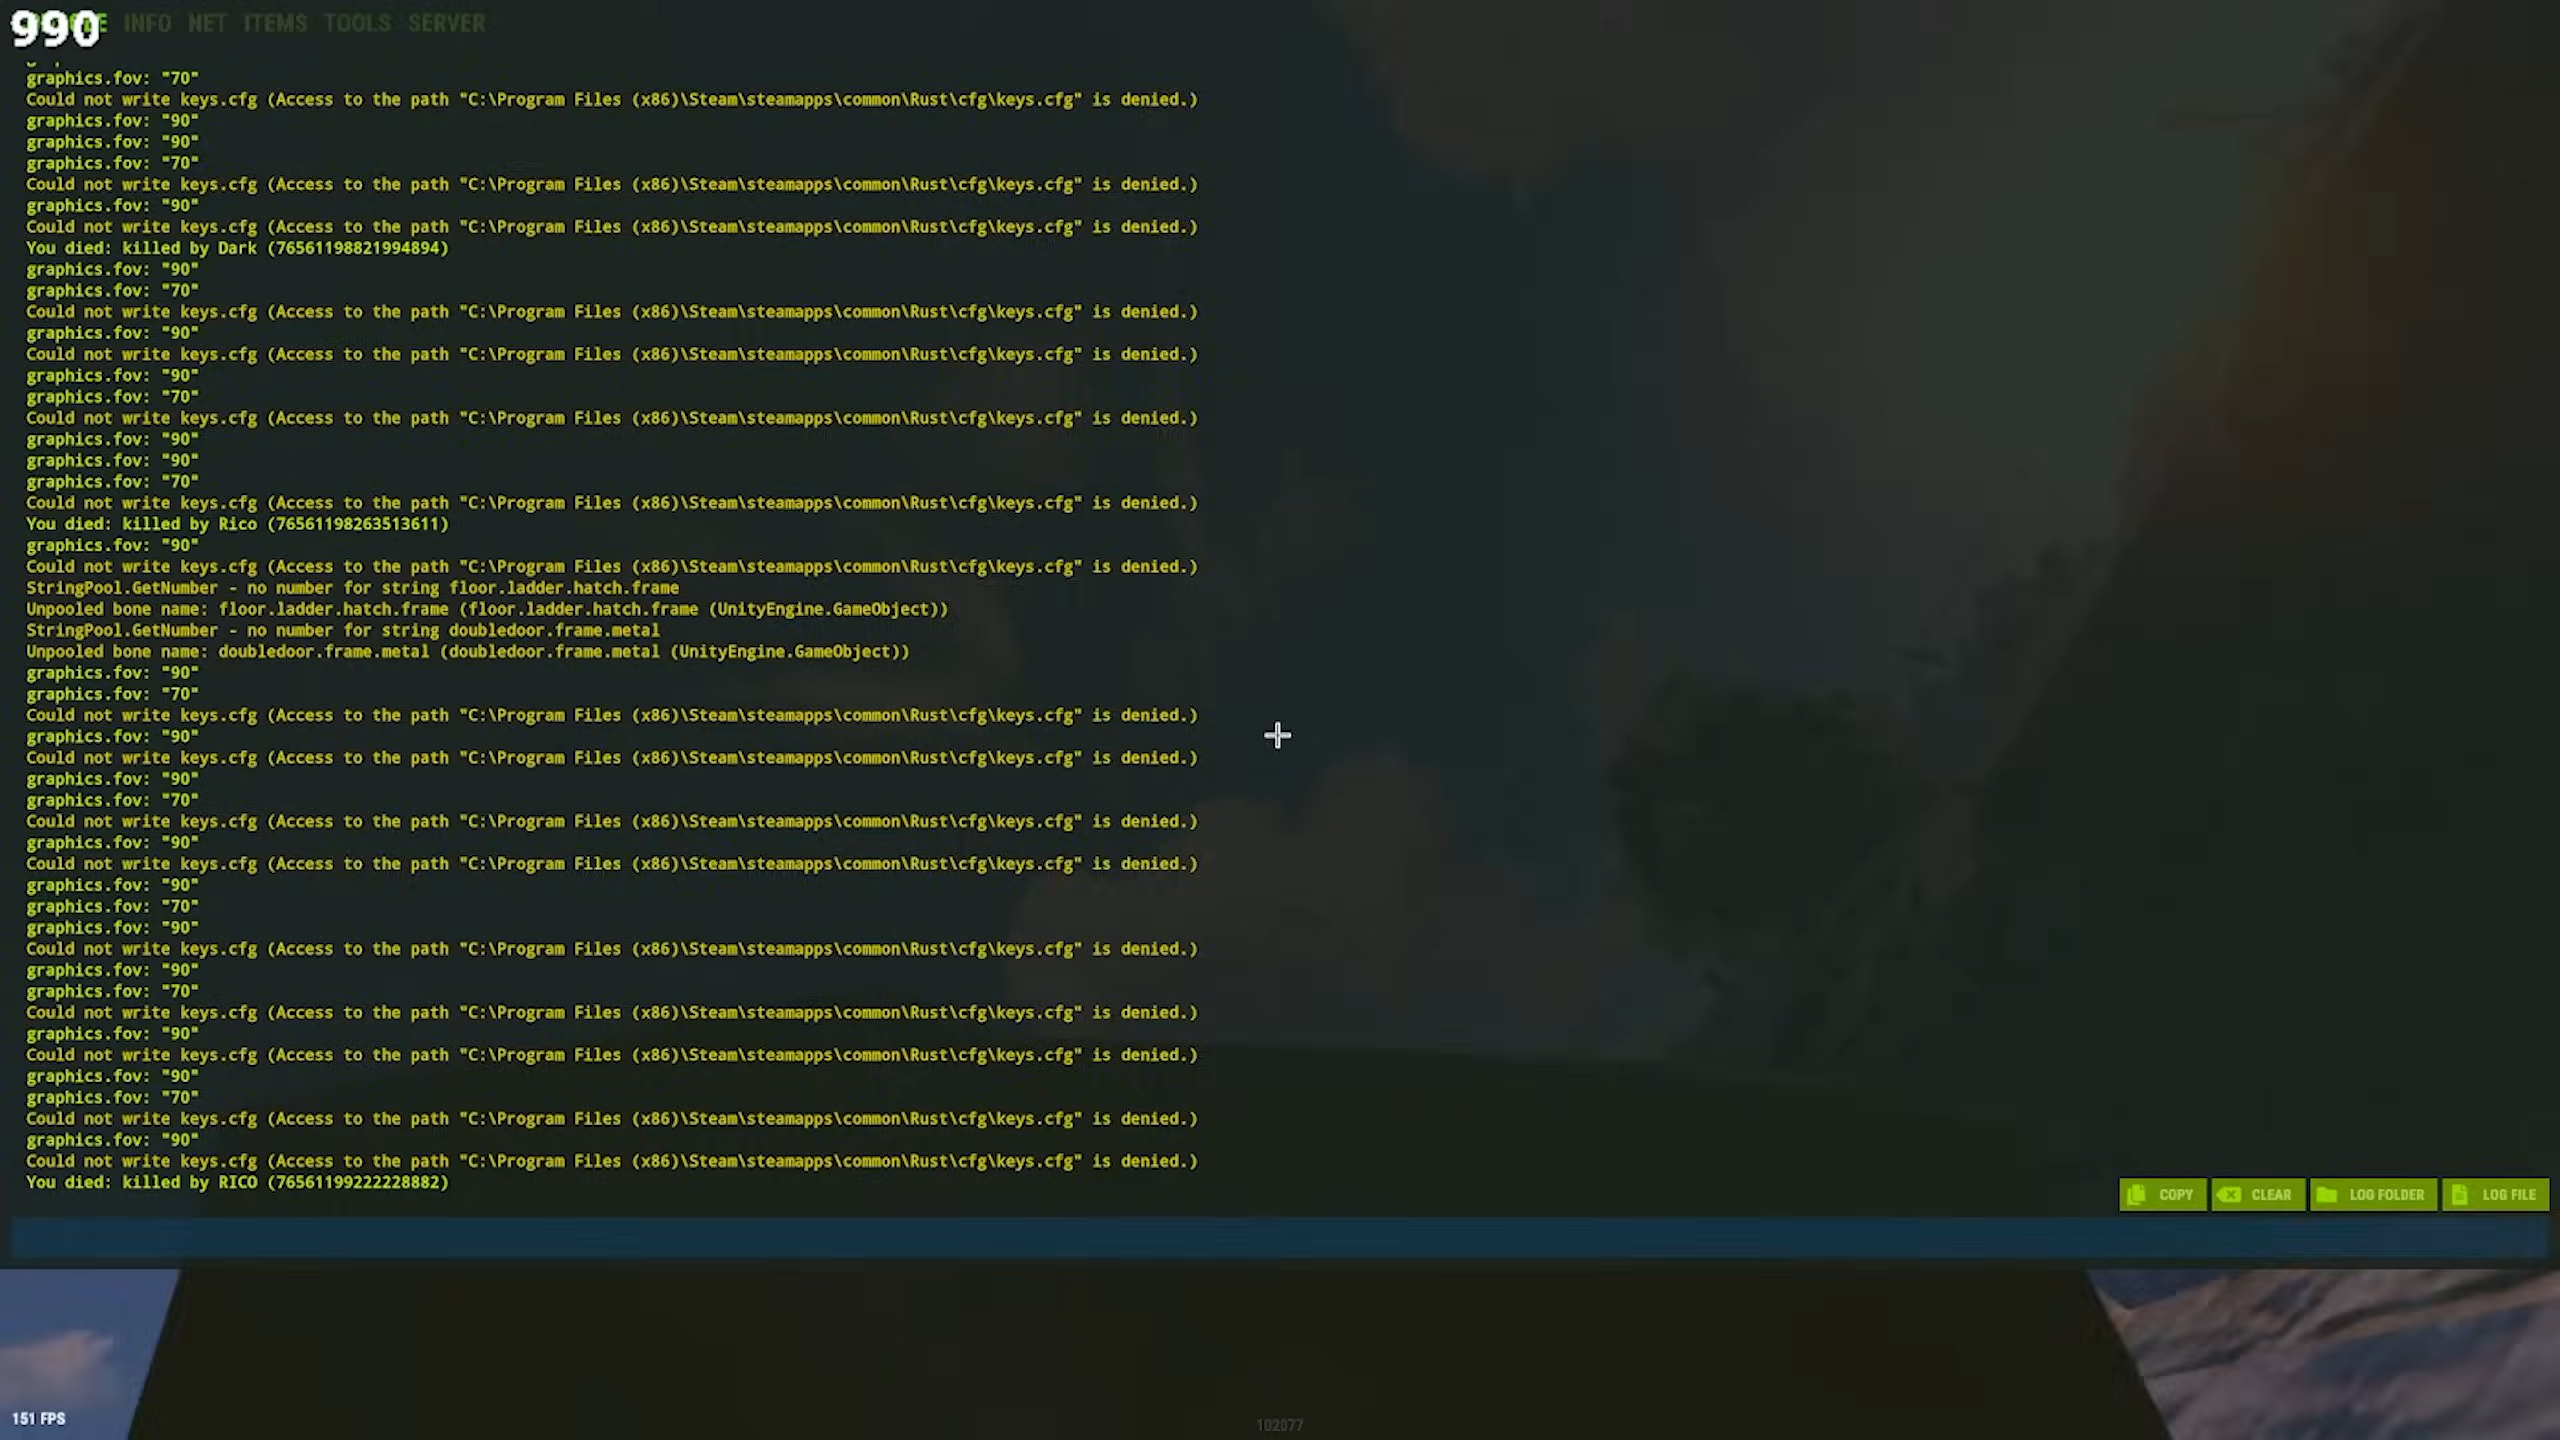 990
INFO NET ITEMS TOOLS SERVER
graphics.fov: "70"
Could not write keys.cfg (Access to the path "C:\Program Files (x86)\Steam\steamapps\common\Rust\cfg\keys.cfg" is denied.)
graphics.fov: "90"
graphics.fov: "90"
graphics.fov: "70"
Could not write keys.cfg (Access to the path "C:\Program Files (x86)\Steam\steamapps\common\Rust\cfg\keys.cfg" is denied.)
graphics.fov: "90"
Could not write keys.cfg (Access to the path "C:\Program Files (x86)\Steam\steamapps\common\Rust\cfg\keys.cfg" is denied.)
You died: killed by Dark (76561198821994894)
graphics.fov: "90"
graphics.fov: "70"
Could not write keys.cfg (Access to the path "C:\Program Files (x86)\Steam\steamapps\common\Rust\cfg\keys.cfg" is denied.)
graphics.fov: "90"
Could not write keys.cfg (Access to the path "C:\Program Files (x86)\Steam\steamapps\common\Rust\cfg\keys.cfg" is denied.)
graphics.fov: "90"
graphics.fov: "70"
Could not write keys.cfg (Access to the path "C:\Program Files (x86)\Steam\steamapps\common\Rust\cfg\keys.cfg" is denied.)
graphics.fov: "90"
graphics.fov: "90"
graphics.fov: "70"
Could not write keys.cfg (Access to the path "C:\Program Files (x86)\Steam\steamapps\common\Rust\cfg\keys.cfg" is denied.)
You died: killed by Rico (76561198263513611)
graphics.fov: "90"
Could not write keys.cfg (Access to the path "C:\Program Files (x86)\Steam\steamapps\common\Rust\cfg\keys.cfg" is denied.)
StringPool.GetNumber - no number for string floor.ladder.hatch.frame
Unpooled bone name: floor.ladder.hatch.frame (floor.ladder.hatch.frame (UnityEngine.GameObject))
StringPool.GetNumber - no number for string doubledoor.frame.metal
Unpooled bone name: doubledoor.frame.metal (doubledoor.frame.metal (UnityEngine.GameObject))
graphics.fov: "90"
graphics.fov: "70"
Could not write keys.cfg (Access to the path "C:\Program Files (x86)\Steam\steamapps\common\Rust\cfg\keys.cfg" is denied.)
graphics.fov: "90"
Could not write keys.cfg (Access to the path "C:\Program Files (x86)\Steam\steamapps\common\Rust\cfg\keys.cfg" is denied.)
graphics.fov: "90"
graphics.fov: "70"
Could not write keys.cfg (Access to the path "C:\Program Files (x86)\Steam\steamapps\common\Rust\cfg\keys.cfg" is denied.)
graphics.fov: "90"
Could not write keys.cfg (Access to the path "C:\Program Files (x86)\Steam\steamapps\common\Rust\cfg\keys.cfg" is denied.)
graphics.fov: "90"
graphics.fov: "70"
graphics.fov: "90"
Could not write keys.cfg (Access to the path "C:\Program Files (x86)\Steam\steamapps\common\Rust\cfg\keys.cfg" is denied.)
graphics.fov: "90"
graphics.fov: "70"
Could not write keys.cfg (Access to the path "C:\Program Files (x86)\Steam\steamapps\common\Rust\cfg\keys.cfg" is denied.)
graphics.fov: "90"
Could not write keys.cfg (Access to the path "C:\Program Files (x86)\Steam\steamapps\common\Rust\cfg\keys.cfg" is denied.)
graphics.fov: "90"
graphics.fov: "70"
Could not write keys.cfg (Access to the path "C:\Program Files (x86)\Steam\steamapps\common\Rust\cfg\keys.cfg" is denied.)
graphics.fov: "90"
Could not write keys.cfg (Access to the path "C:\Program Files (x86)\Steam\steamapps\common\Rust\cfg\keys.cfg" is denied.)
You died: killed by RICO (76561199222228882)
COPY CLEAR LOG FOLDER LOG FILE
151 FPS
102077